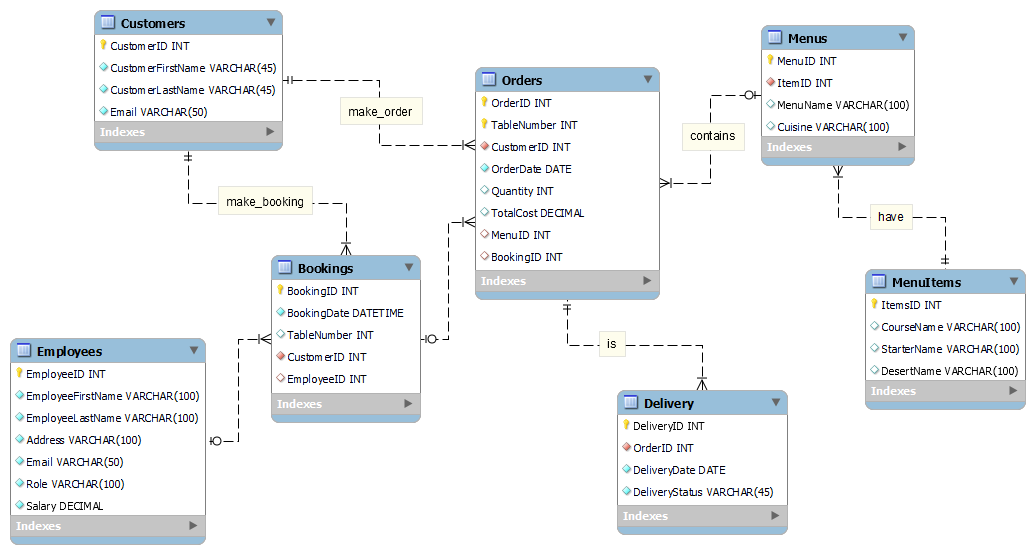 Customers
CustomerID INT
CustomerFirstName VARCHAR(45)
CustomerLastName VARCHAR(45)
Email VARCHAR(50)
Indexes
make_order
make_booking
Orders
OrderID INT
TableNumber INT
CustomerID INT
OrderDate DATE
Quantity INT
TotalCost DECIMAL
MenuID INT
BookingID INT
Indexes
contains
Menus
MenuID INT
ItemID INT
MenuName VARCHAR(100)
Cuisine VARCHAR(100)
Indexes
have
Bookings
BookingID INT
BookingDate DATETIME
TableNumber INT
CustomerID INT
EmployeeID INT
Indexes
MenuItems
ItemsID INT
CourseName VARCHAR(100)
StarterName VARCHAR(100)
DesertName VARCHAR(100)
Indexes
Employees
EmployeeID INT
EmployeeFirstName VARCHAR(100)
EmployeeLastName VARCHAR(100)
Address VARCHAR(100)
Email VARCHAR(50)
Role VARCHAR(100)
Salary DECIMAL
Indexes
is
Delivery
DeliveryID INT
OrderID INT
DeliveryDate DATE
DeliveryStatus VARCHAR(45)
Indexes